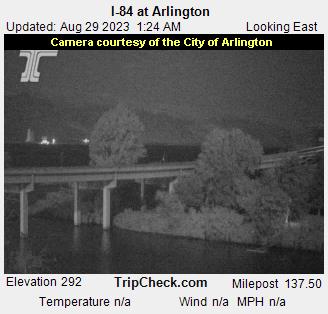 I-84 at Arlington
Updated: Aug 29 2023 1:24 AM Looking East
Camera courtesy of the City of Arlington
Elevation 292 TripCheck.com Milepost 137.50
Temperature n/a Wind n/a MPH n/a